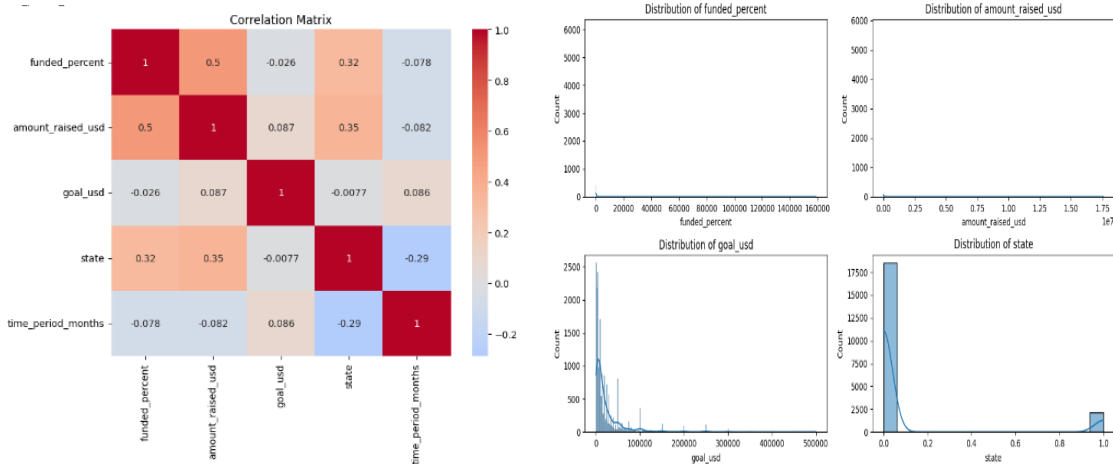 Correlation Matrix
funded_percent 1 0.5 -0.026 0.32 -0.078
amount_raised_usd 0.5 1 0.087 0.35 -0.082
goal_usd -0.026 0.087 1 -0.0077 0.086
state 0.32 0.35 -0.0077 1 -0.29
time_period_months -0.078 -0.082 0.086 -0.29 1
funded_percent amount_raised_usd goal_usd state time_period_months
1.0
0.8
0.6
0.4
0.2
0.0
−0.2
Distribution of funded_percent
Count
6000
5000
4000
3000
2000
1000
0
0 20000 40000 60000 80000 100000 120000 140000 160000
funded_percent
Distribution of amount_raised_usd
Count
6000
5000
4000
3000
2000
1000
0
0.00 0.25 0.50 0.75 1.00 1.25 1.50 1.75
1e7
amount_raised_usd
Distribution of goal_usd
Count
2500
2000
1500
1000
500
0
0 100000 200000 300000 400000 500000
goal_usd
Distribution of state
Count
17500
15000
12500
10000
7500
5000
2500
0
0.0 0.2 0.4 0.6 0.8 1.0
state